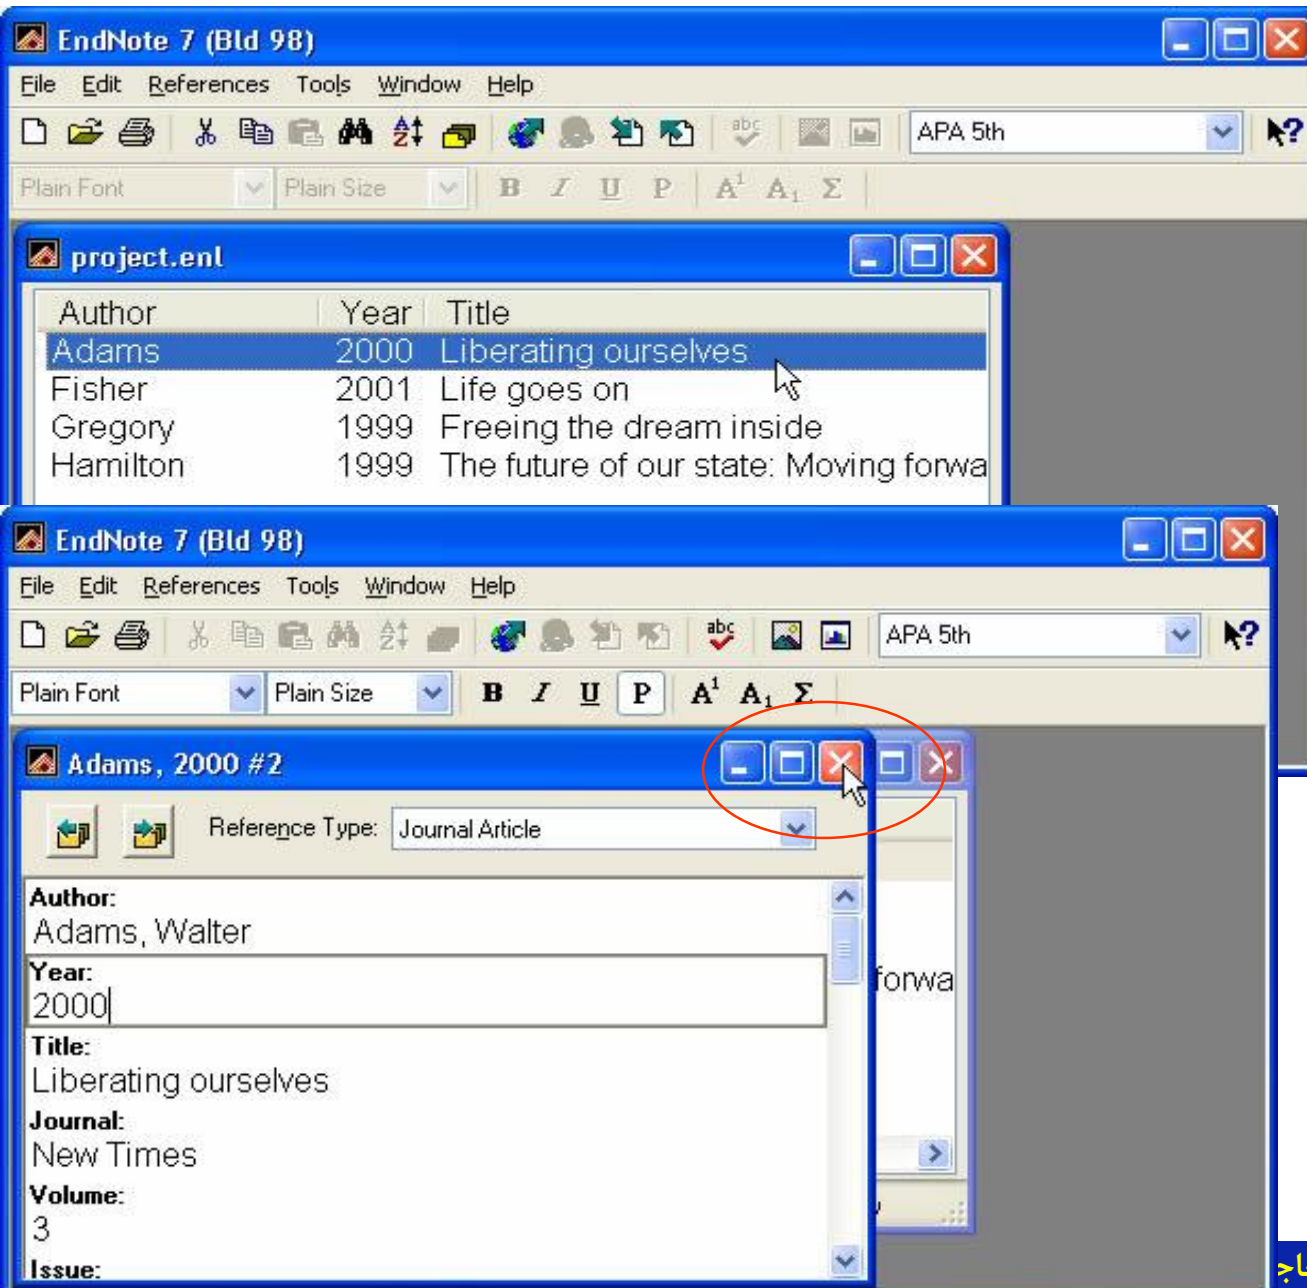 EndNote 7 (Bld 98)
File Edit References Tools Window Help
APA 5th
Plain Font Plain Size B I U P A¹ A₁ Σ
project.enl
Author Year Title
Adams 2000 Liberating ourselves
Fisher 2001 Life goes on
Gregory 1999 Freeing the dream inside
Hamilton 1999 The future of our state: Moving forwa
EndNote 7 (Bld 98)
File Edit References Tools Window Help
abc APA 5th
Plain Font Plain Size B I U P A¹ A₁ Σ
Adams, 2000 #2
Reference Type: Journal Article
Author:
Adams, Walter
Year:
2000
forwa
Title:
Liberating ourselves
Journal:
New Times
Volume:
3
Issue: